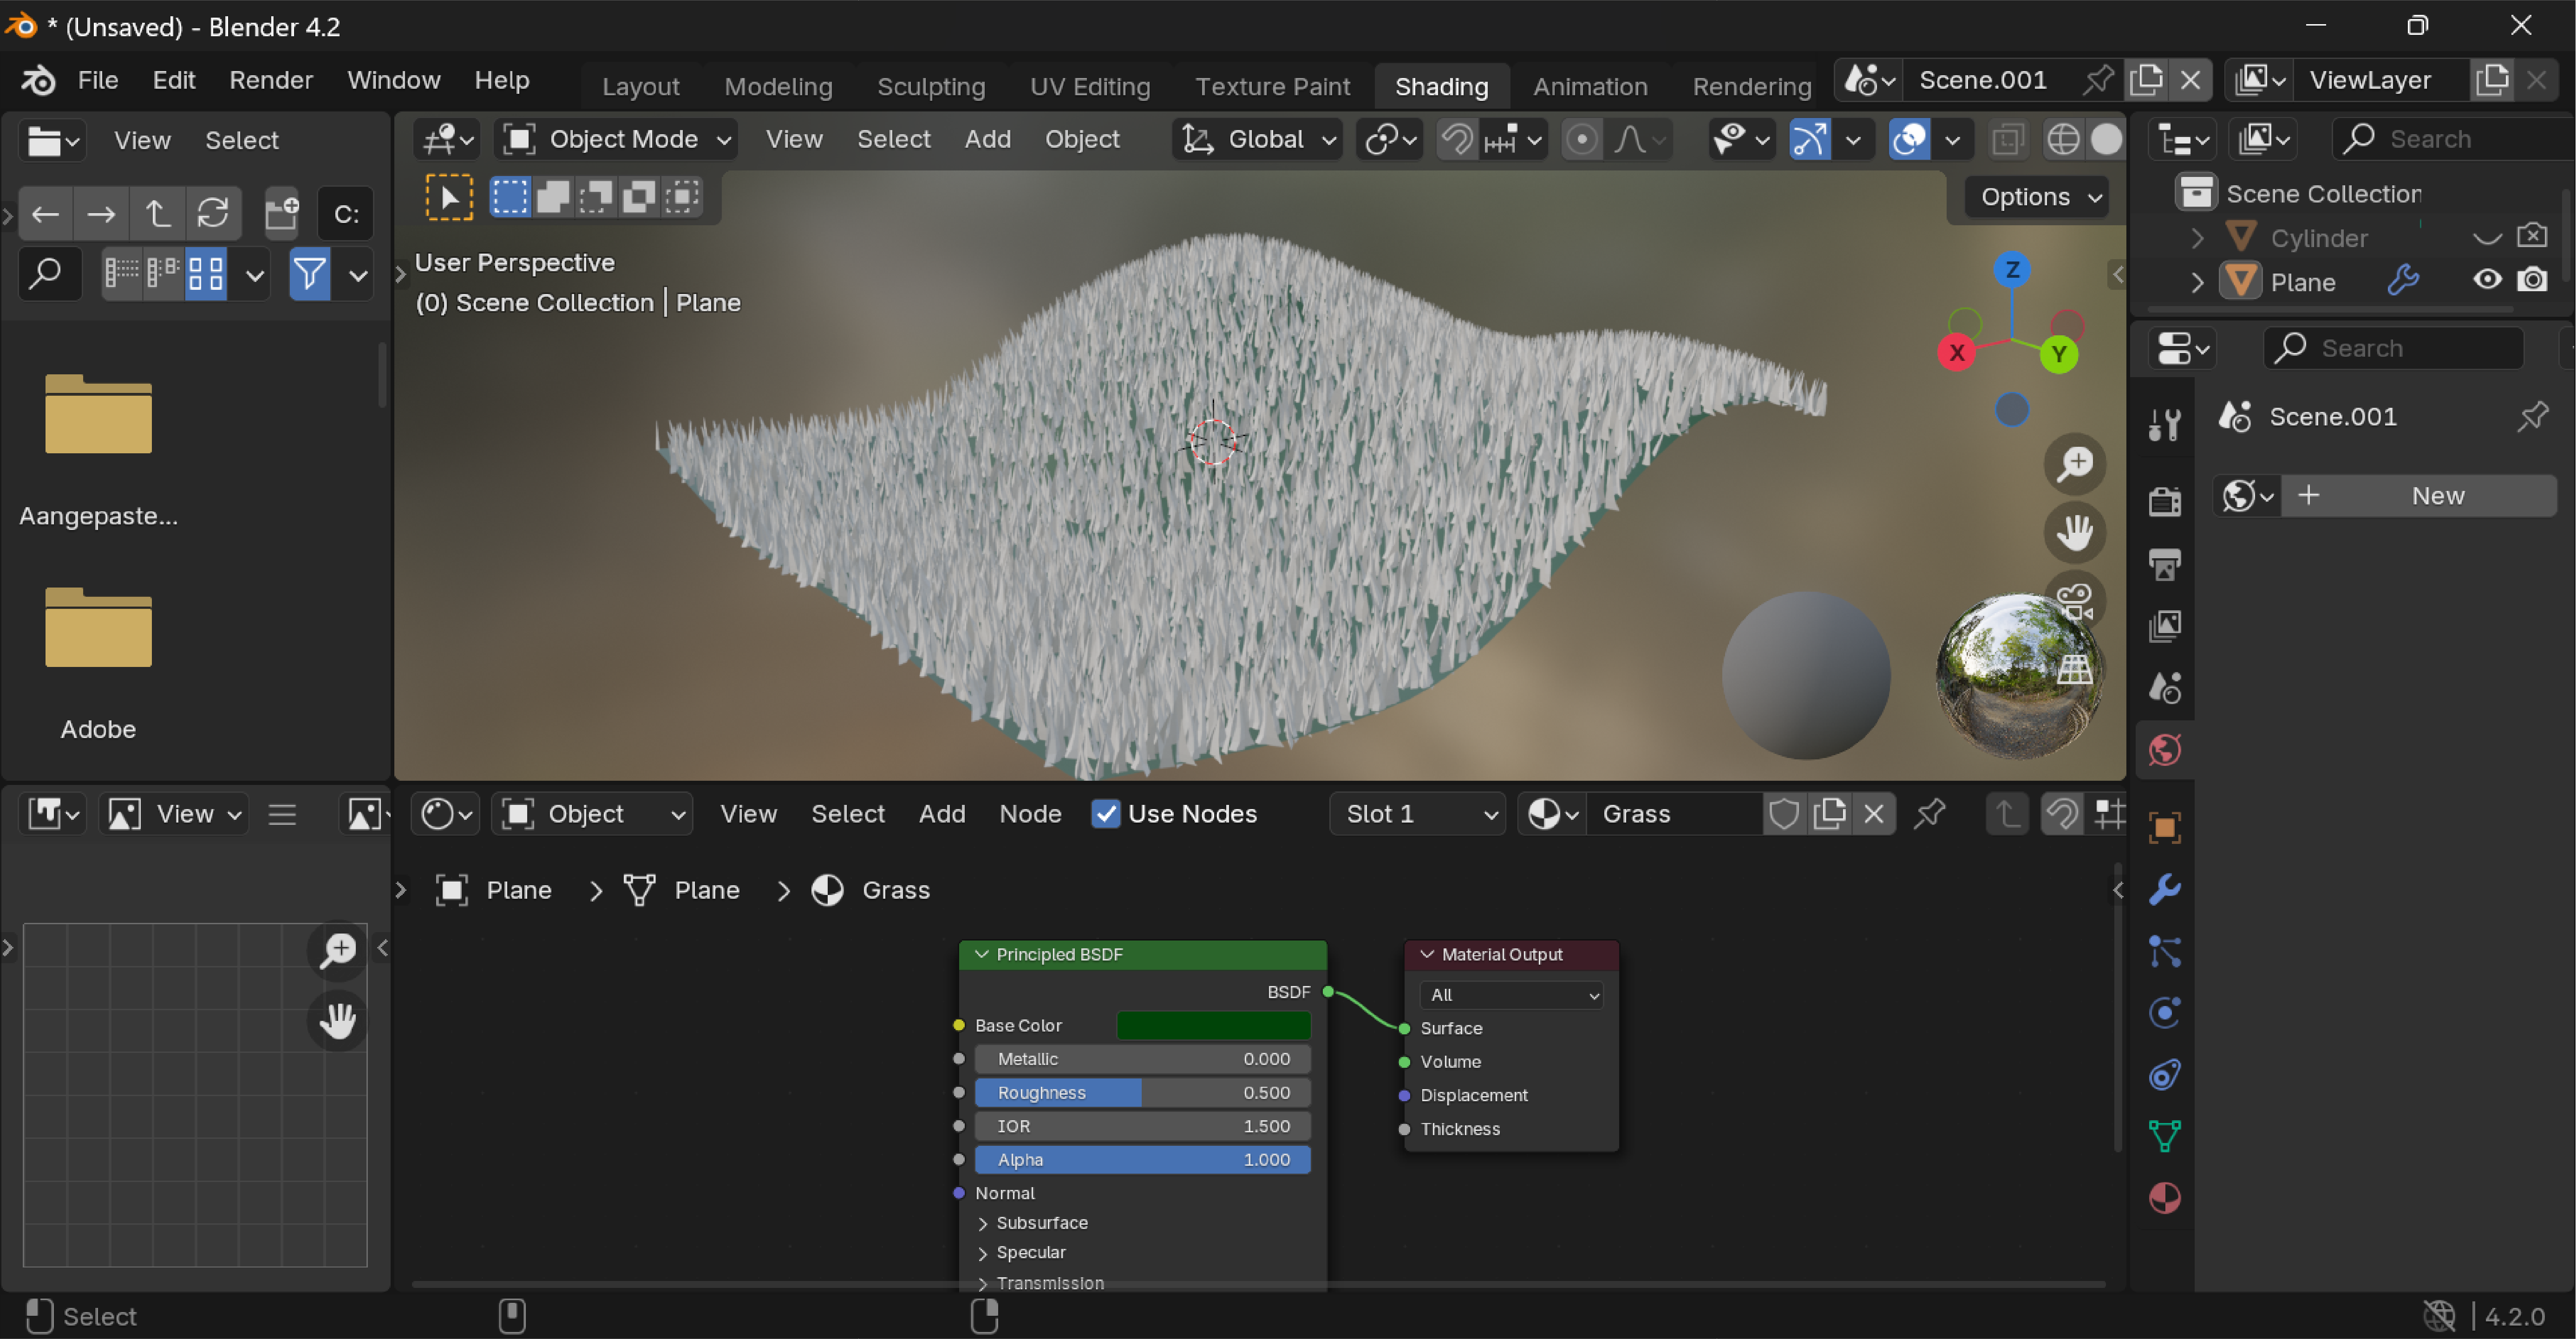 * (Unsaved) - Blender 4.2
File Edit Render Window Help
Layout Modeling Sculpting UV Editing Texture Paint Shading Animation Rendering
Scene.001
ViewLayer
View Select
C:
Aangepaste...
Adobe
Object Mode View Select Add Object Global
Options
User Perspective
(0) Scene Collection | Plane
Z
X
Y
Search
Scene Collection
Cylinder
Plane
Search
Scene.001
New
View
Object View Select Add Node Use Nodes Slot 1 Grass
Plane > Plane > Grass
Principled BSDF
BSDF
Base Color
Metallic 0.000
Roughness 0.500
IOR 1.500
Alpha 1.000
Normal
Subsurface
Specular
Transmission
Material Output
All
Surface
Volume
Displacement
Thickness
Select
4.2.0